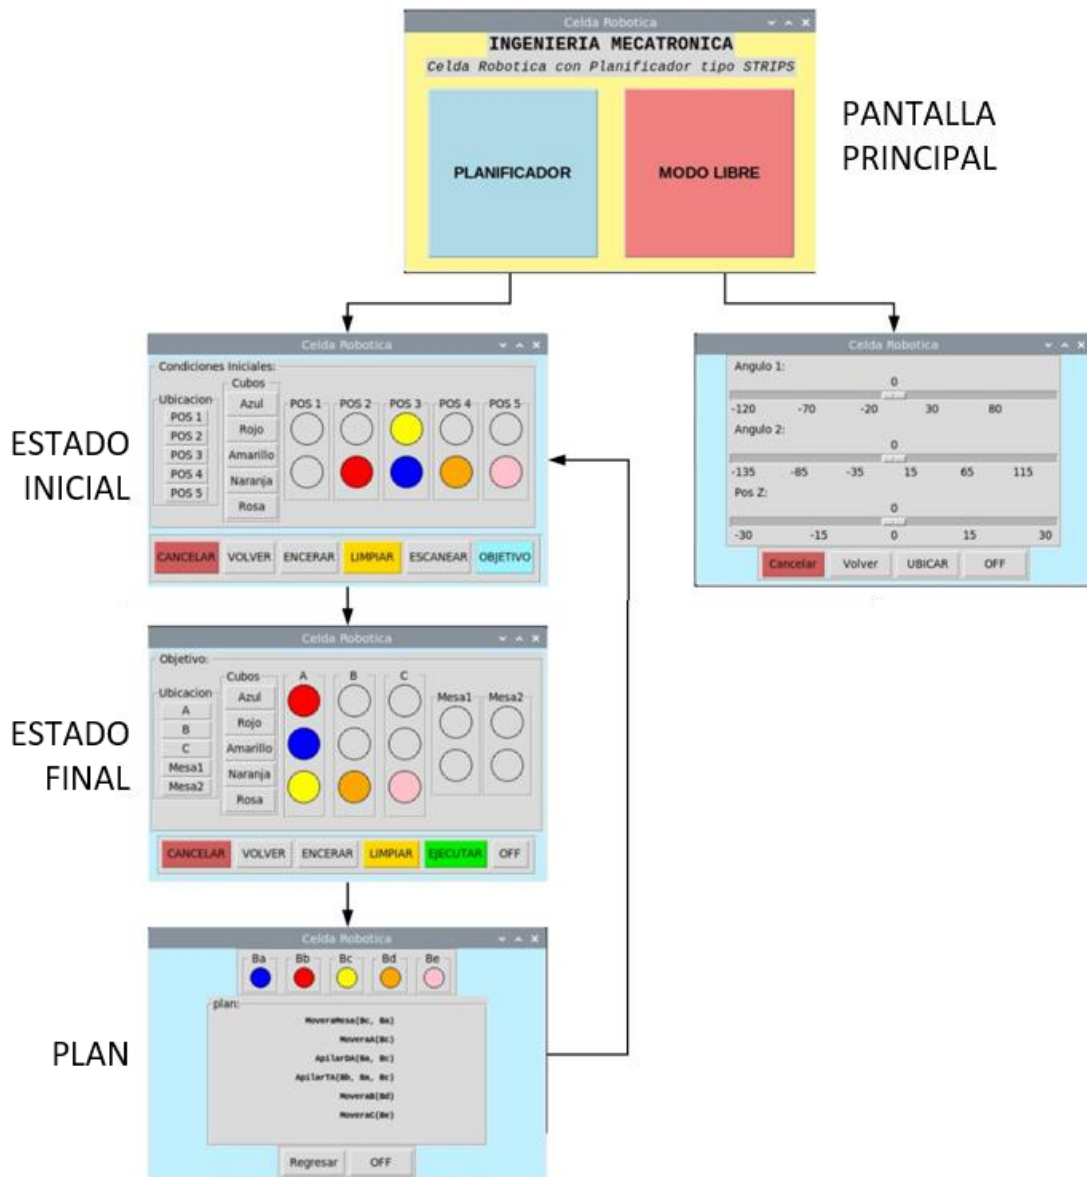 Celda Robotica
INGENIERIA MECATRONICA
Celda Robotica con Planificador tipo STRIPS
PLANIFICADOR
MODO LIBRE
PANTALLA
PRINCIPAL
ESTADO
INICIAL
Celda Robotica
Condiciones Iniciales:
Ubicacion
POS 1
POS 2
POS 3
POS 4
POS 5
Cubos
Azul
Rojo
Amarillo
Naranja
Rosa
POS 1 POS 2 POS 3 POS 4 POS 5
CANCELAR VOLVER ENCERAR LIMPIAR ESCANEAR OBJETIVO
Celda Robotica
Angulo 1:
0
-120 -70 -20 30 80
Angulo 2:
0
-135 -85 -35 15 65 115
Pos Z:
0
-30 -15 0 15 30
Cancelar Volver UBICAR OFF
ESTADO
FINAL
Celda Robotica
Objetivo:
Ubicacion
A
B
C
Mesa1
Mesa2
Cubos
Azul
Rojo
Amarillo
Naranja
Rosa
A B C Mesa1 Mesa2
CANCELAR VOLVER ENCERAR LIMPIAR EJECUTAR OFF
PLAN
Celda Robotica
Ba Bb Bc Bd Be
plan:
MoveraMesa(Bc, Ba)
MoveraA(Bc)
ApilarDA(Ba, Bc)
ApilarTA(Bb, Ba, Bc)
MoveraB(Bd)
MoveraC(Be)
Regresar OFF